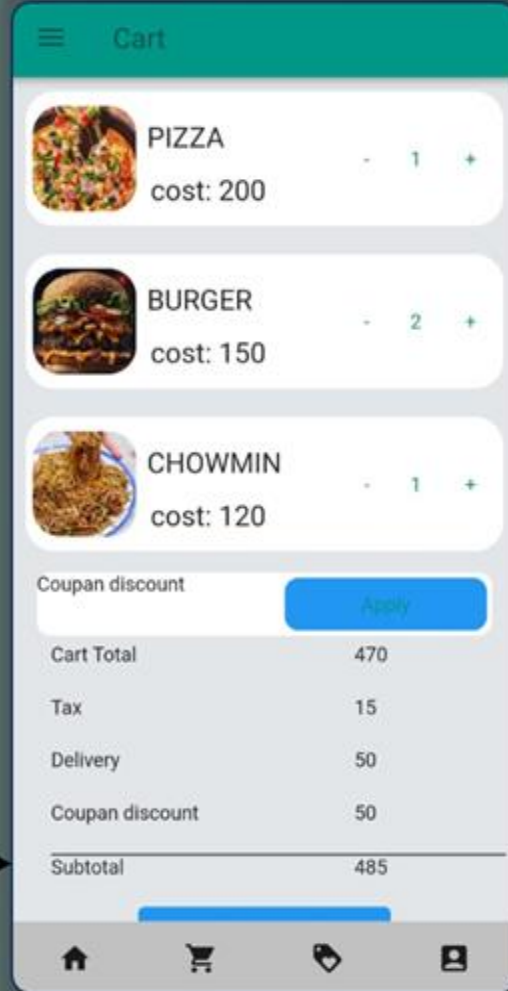 Cart
PIZZA
cost: 200
- 1 +
BURGER
cost: 150
- 2 +
CHOWMIN
cost: 120
- 1 +
Coupan discount Apply
Cart Total 470
Tax 15
Delivery 50
Coupan discount 50
Subtotal 485